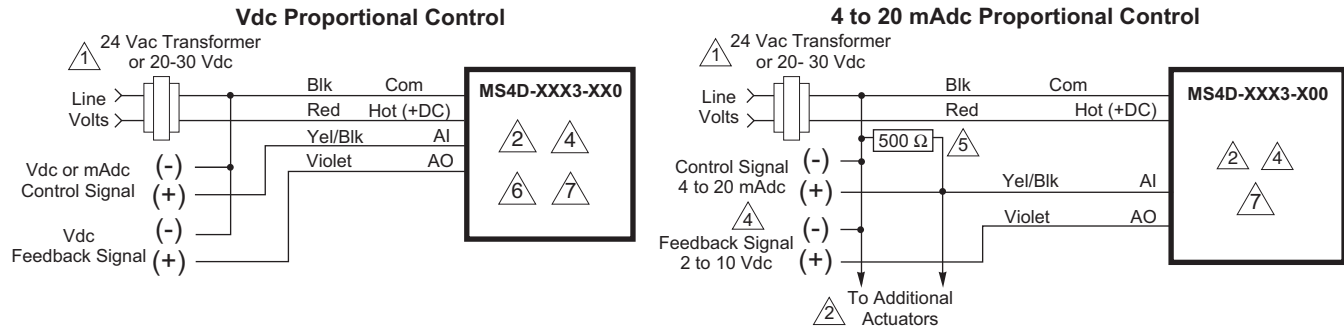 Vdc Proportional Control
1
24 Vac Transformer
or 20-30 Vdc
Line
Volts
Blk Com
Red Hot (+DC)
Yel/Blk AI
Violet AO
MS4D-XXX3-XX0
2 4
6 7
Vdc or mAdc
Control Signal
(-)
(+)
Vdc
Feedback Signal
(-)
(+)
4 to 20 mAdc Proportional Control
1
24 Vac Transformer
or 20- 30 Vdc
Line
Volts
Blk Com
Red Hot (+DC)
500 Ω
5
MS4D-XXX3-X00
2 4
7
Control Signal
4 to 20 mAdc
(-)
(+)
Yel/Blk AI
Violet AO
4
Feedback Signal
2 to 10 Vdc
(-)
(+)
2
To Additional
Actuators